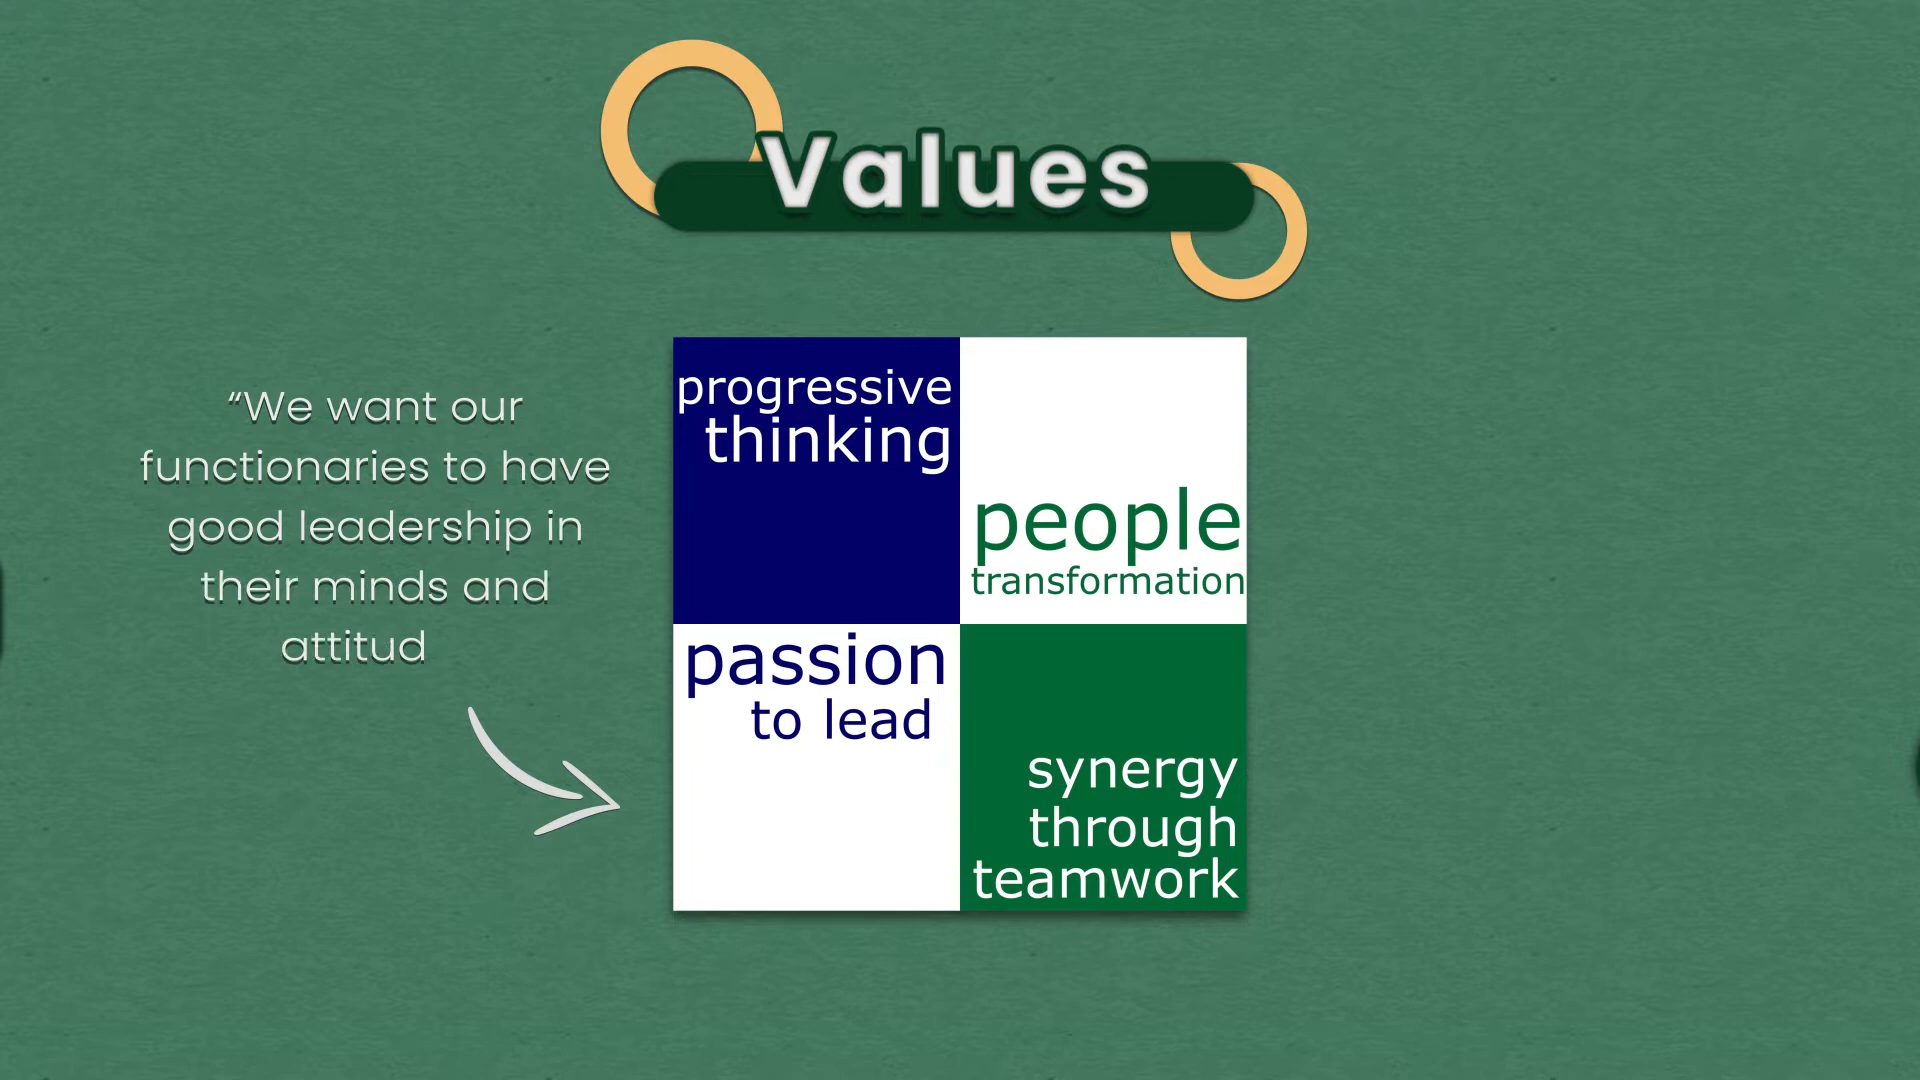 Values
“We want our
functionaries to have
good leadership in
their minds and
attitud
progressive
thinking
people
transformation
passion
to lead
synergy
through
teamwork